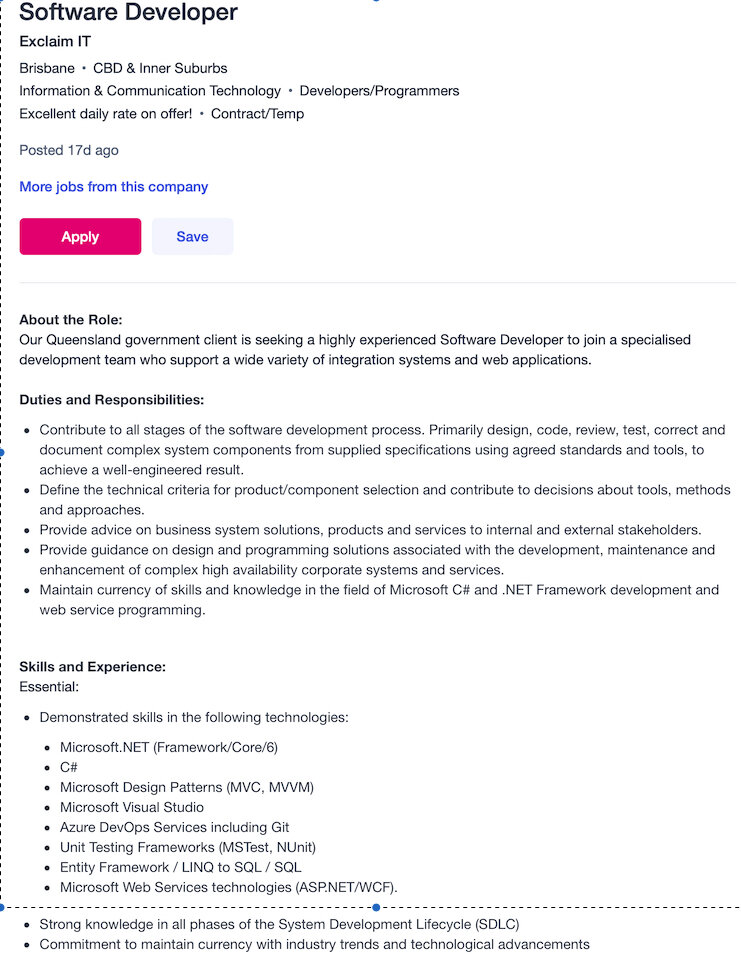 Software Developer
Exclaim IT
Brisbane • CBD & Inner Suburbs
Information & Communication Technology • Developers/Programmers
Excellent daily rate on offer! • Contract/Temp
Posted 17d ago
More jobs from this company
Apply Save
About the Role:
Our Queensland government client is seeking a highly experienced Software Developer to join a specialised
development team who support a wide variety of integration systems and web applications.
Duties and Responsibilities:
• Contribute to all stages of the software development process. Primarily design, code, review, test, correct and
document complex system components from supplied specifications using agreed standards and tools, to
achieve a well-engineered result.
• Define the technical criteria for product/component selection and contribute to decisions about tools, methods
and approaches.
• Provide advice on business system solutions, products and services to internal and external stakeholders.
• Provide guidance on design and programming solutions associated with the development, maintenance and
enhancement of complex high availability corporate systems and services.
• Maintain currency of skills and knowledge in the field of Microsoft C# and .NET Framework development and
web service programming.
Skills and Experience:
Essential:
• Demonstrated skills in the following technologies:
• Microsoft.NET (Framework/Core/6)
• C#
• Microsoft Design Patterns (MVC, MVVM)
• Microsoft Visual Studio
• Azure DevOps Services including Git
• Unit Testing Frameworks (MSTest, NUnit)
• Entity Framework / LINQ to SQL / SQL
• Microsoft Web Services technologies (ASP.NET/WCF).
• Strong knowledge in all phases of the System Development Lifecycle (SDLC)
• Commitment to maintain currency with industry trends and technological advancements